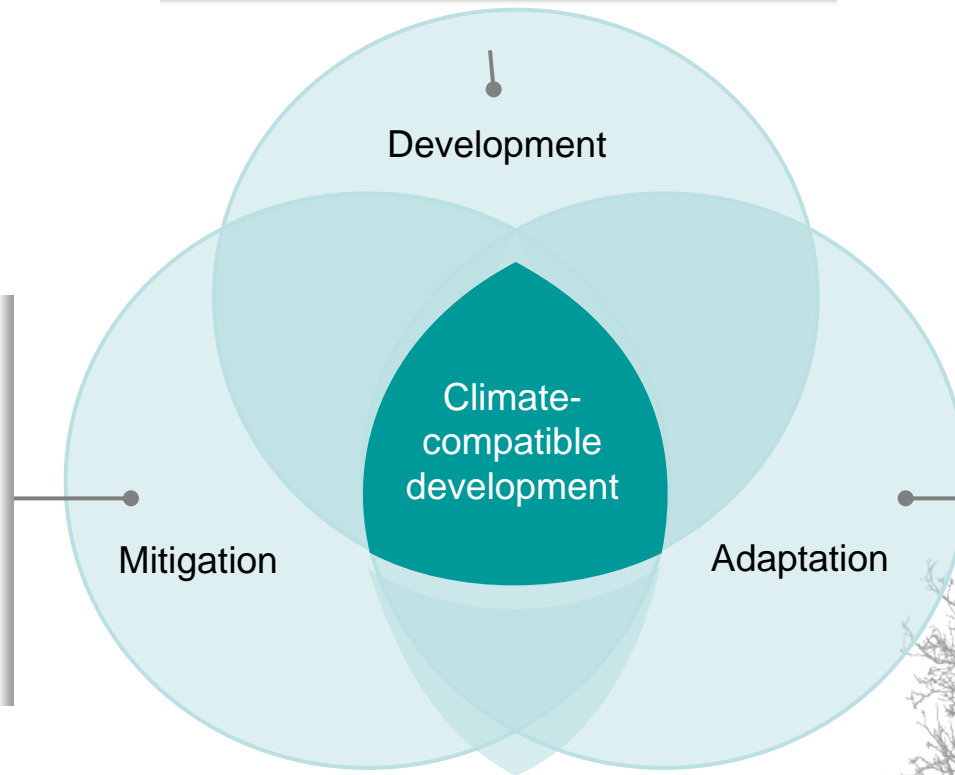 Development
Climate-
compatible
development
Mitigation
Adaptation